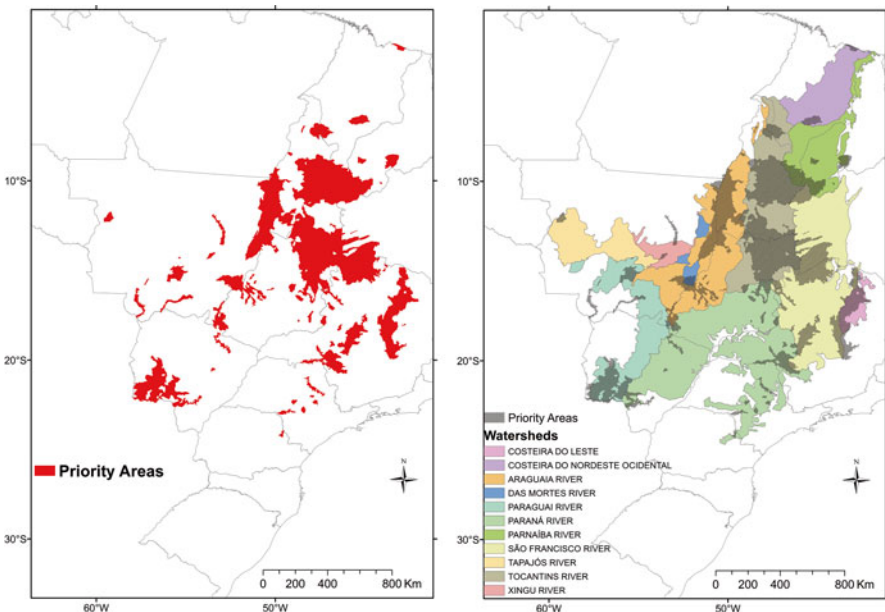 10°S
20°S
30°S
60°W
50°W
Priority Areas
N
0 200 400 800 Km
10°S
20°S
30°S
60°W
50°W
Priority Areas
Watersheds
COSTEIRA DO LESTE
COSTEIRA DO NORDESTE OCIDENTAL
ARAGUAIA RIVER
DAS MORTES RIVER
PARAGUAI RIVER
PARANÁ RIVER
PARNAÍBA RIVER
SÃO FRANCISCO RIVER
TAPAJÓS RIVER
TOCANTINS RIVER
XINGU RIVER
N
0 200 400 800 Km